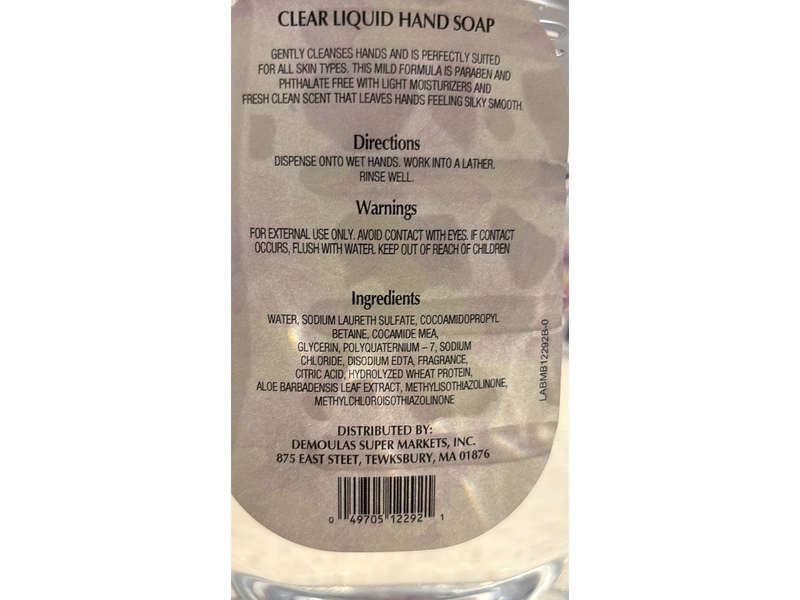 CLEAR LIQUID HAND SOAP
GENTLY CLEANSES HANDS AND IS PERFECTLY SUITED
FOR ALL SKIN TYPES. THIS MILD FORMULA IS PARABEN AND
PHTHALATE FREE WITH LIGHT MOISTURIZERS AND
FRESH CLEAN SCENT THAT LEAVES HANDS FEELING SILKY SMOOTH.
Directions
DISPENSE ONTO WET HANDS. WORK INTO A LATHER.
RINSE WELL.
Warnings
FOR EXTERNAL USE ONLY. AVOID CONTACT WITH EYES. IF CONTACT
OCCURS, FLUSH WITH WATER. KEEP OUT OF REACH OF CHILDREN
Ingredients
WATER, SODIUM LAURETH SULFATE, COCOAMIDOPROPYL
BETAINE, COCAMIDE MEA,
GLYCERIN, POLYQUATERNIUM – 7, SODIUM
CHLORIDE, DISODIUM EDTA, FRAGRANCE,
CITRIC ACID, HYDROLYZED WHEAT PROTEIN,
ALOE BARBADENSIS LEAF EXTRACT, METHYLISOTHIAZOLINONE,
METHYLCHLOROISOTHIAZOLINONE
LABMB12292B-0
DISTRIBUTED BY:
DEMOULAS SUPER MARKETS, INC.
875 EAST STEET, TEWKSBURY, MA 01876
0 49705 12292 1